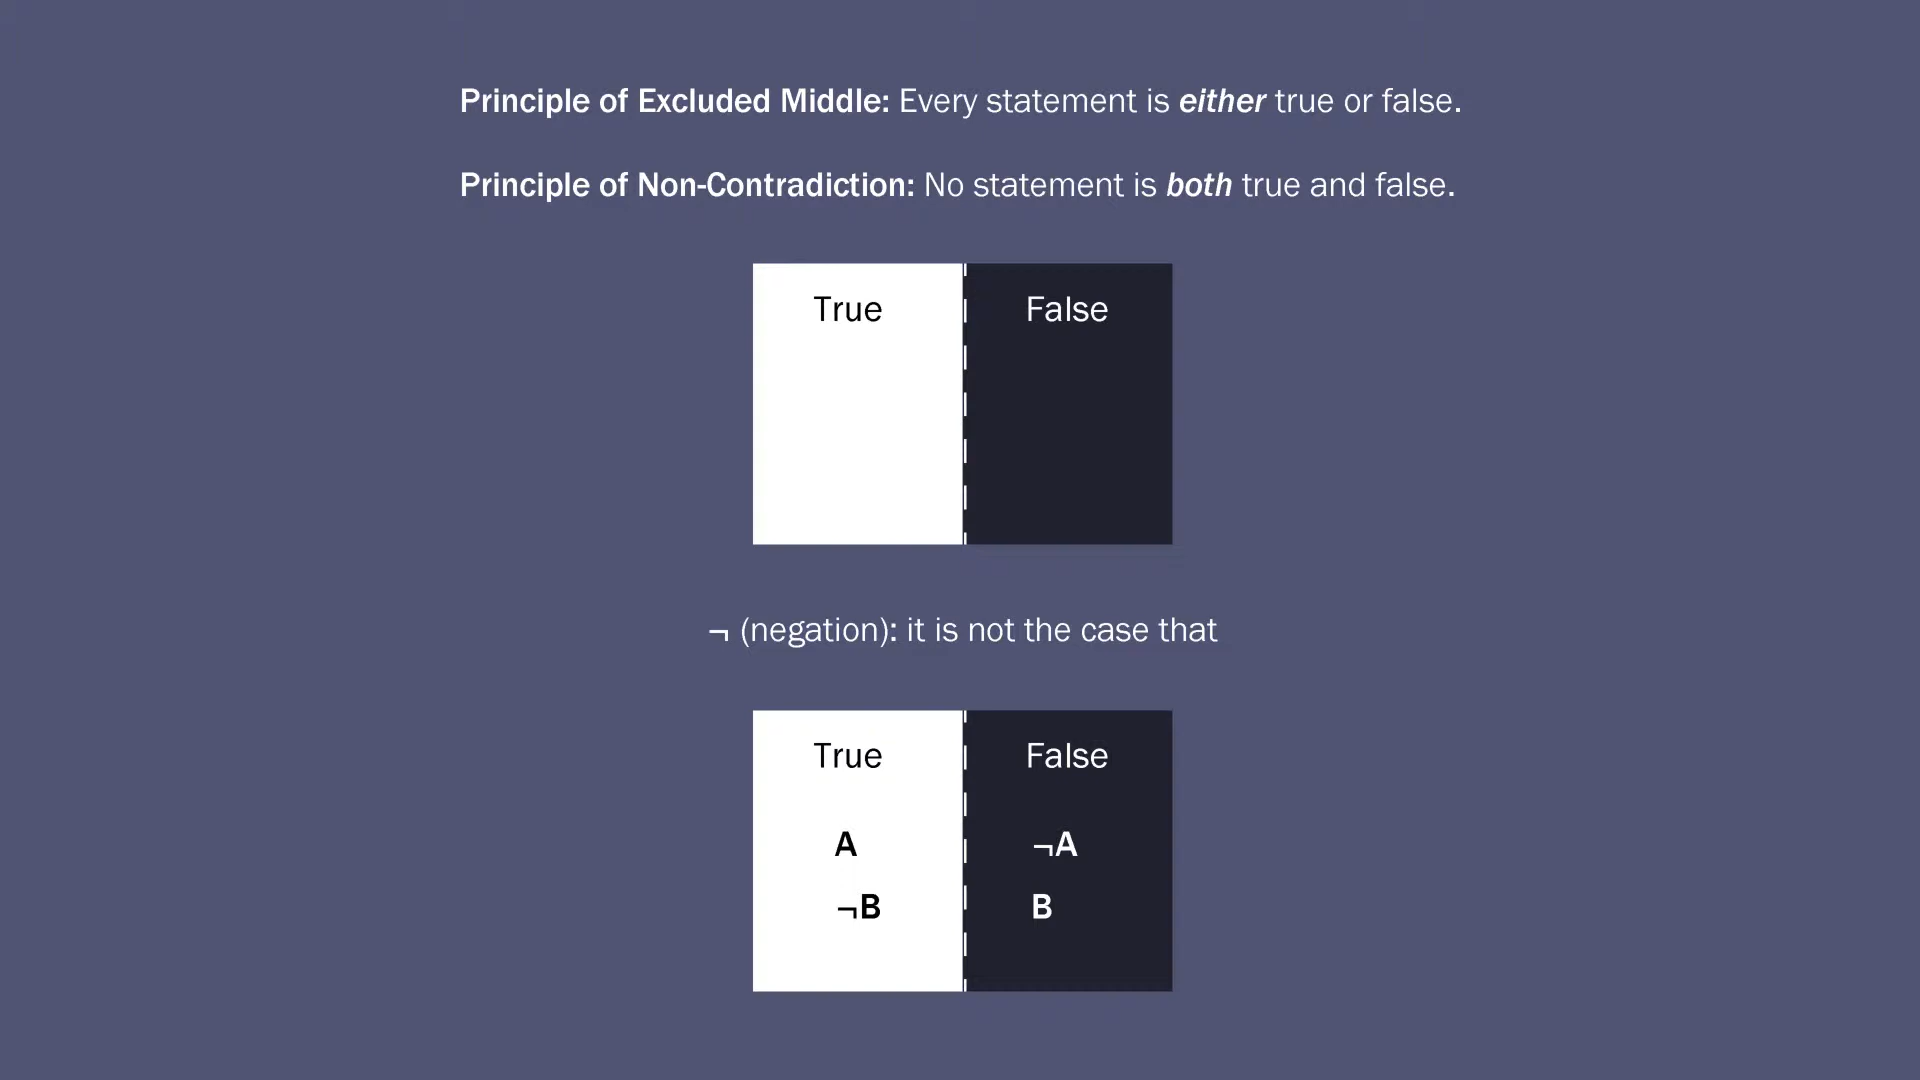 Principle of Excluded Middle: Every statement is either true or false.
Principle of Non-Contradiction: No statement is both true and false.
True False
¬ (negation): it is not the case that
True False
A ¬A
¬B B